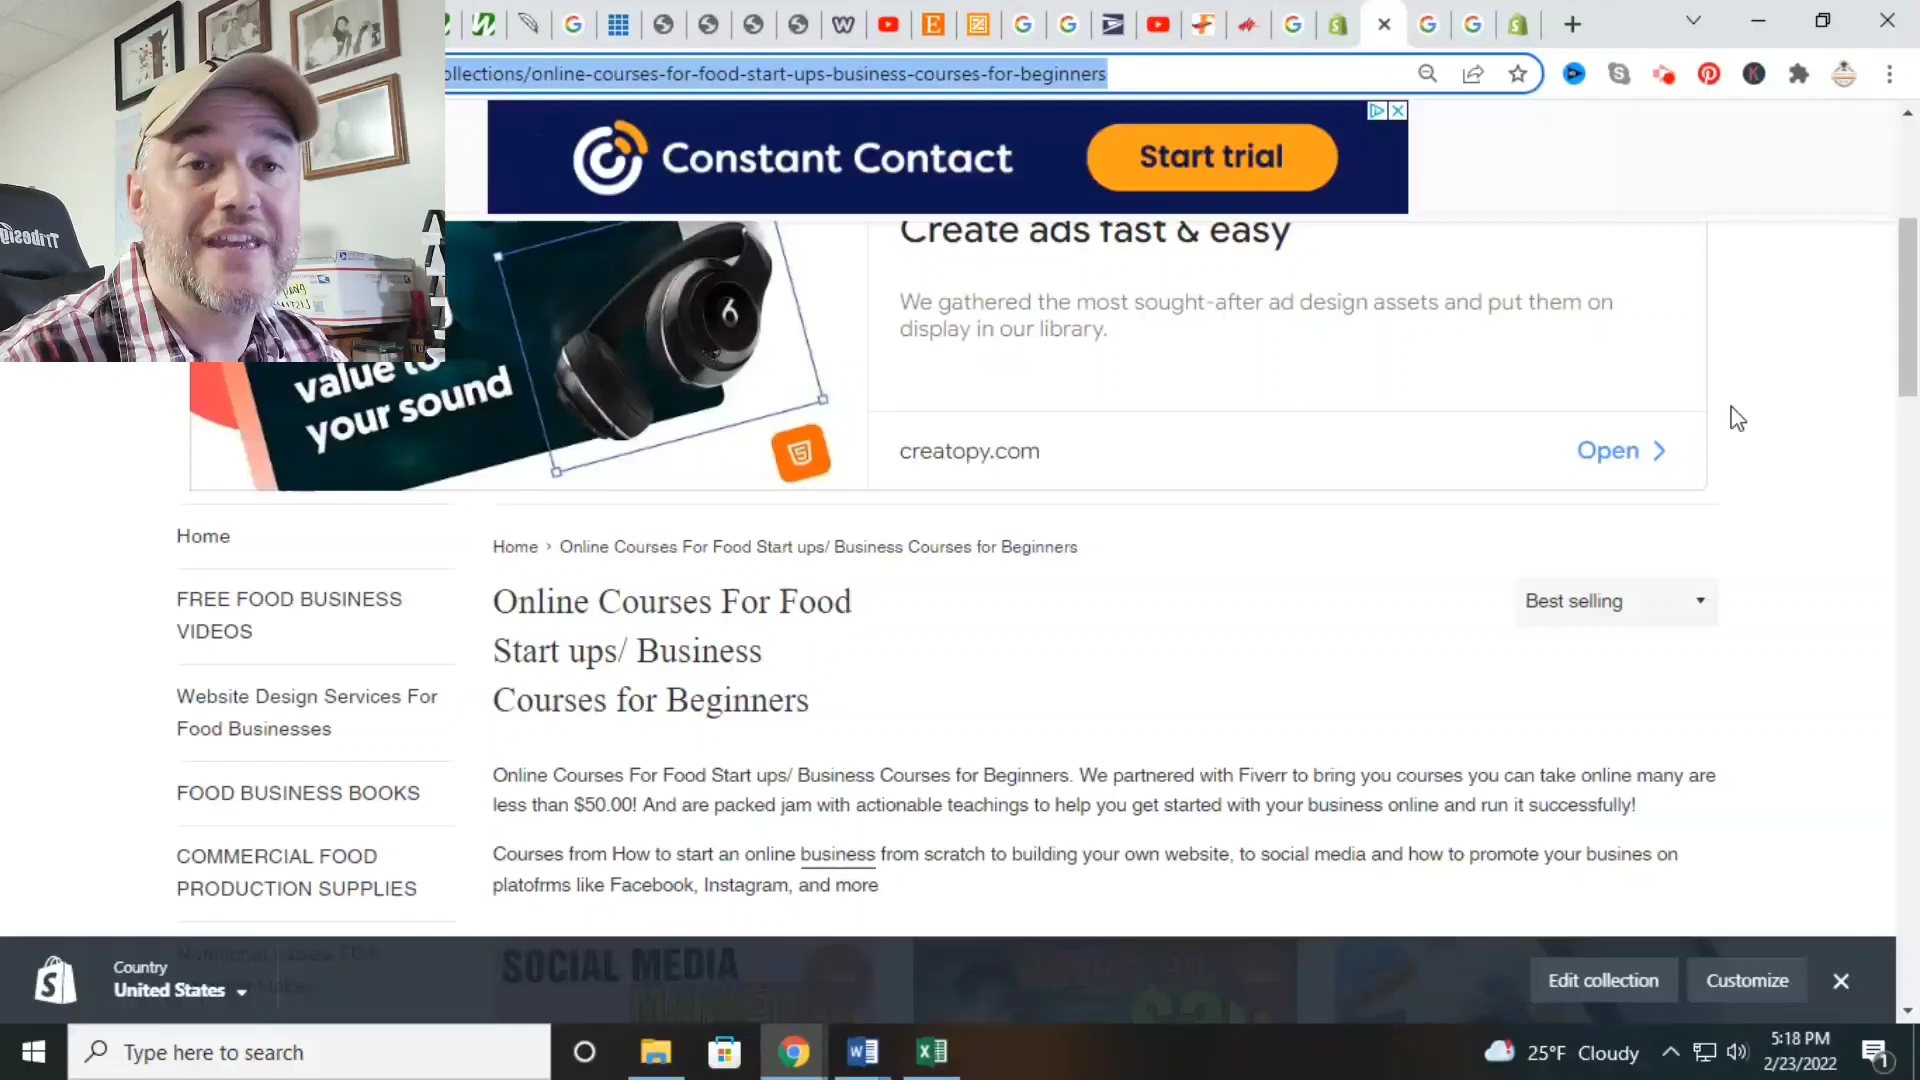 ollections/online-courses-for-food-start-ups-business-courses-for-beginners
Constant Contact
Start trial
Tribesig
Create ads fast & easy
We gathered the most sought-after ad design assets and put them on
display in our library.
value to
your sound
creatopy.com
Open
Home
FREE FOOD BUSINESS
VIDEOS
Website Design Services For
Food Businesses
FOOD BUSINESS BOOKS
COMMERCIAL FOOD
PRODUCTION SUPPLIES
Home › Online Courses For Food Start ups/ Business Courses for Beginners
Online Courses For Food
Start ups/ Business
Courses for Beginners
Best selling
Online Courses For Food Start ups/ Business Courses for Beginners. We partnered with Fiverr to bring you courses you can take online many are
less than $50.00! And are packed jam with actionable teachings to help you get started with your business online and run it successfully!
Courses from How to start an online business from scratch to building your own website, to social media and how to promote your busines on
platofrms like Facebook, Instagram, and more
SOCIAL MEDIA
Country
United States
Edit collection
Customize
Type here to search
25°F Cloudy
5:18 PM
2/23/2022
1